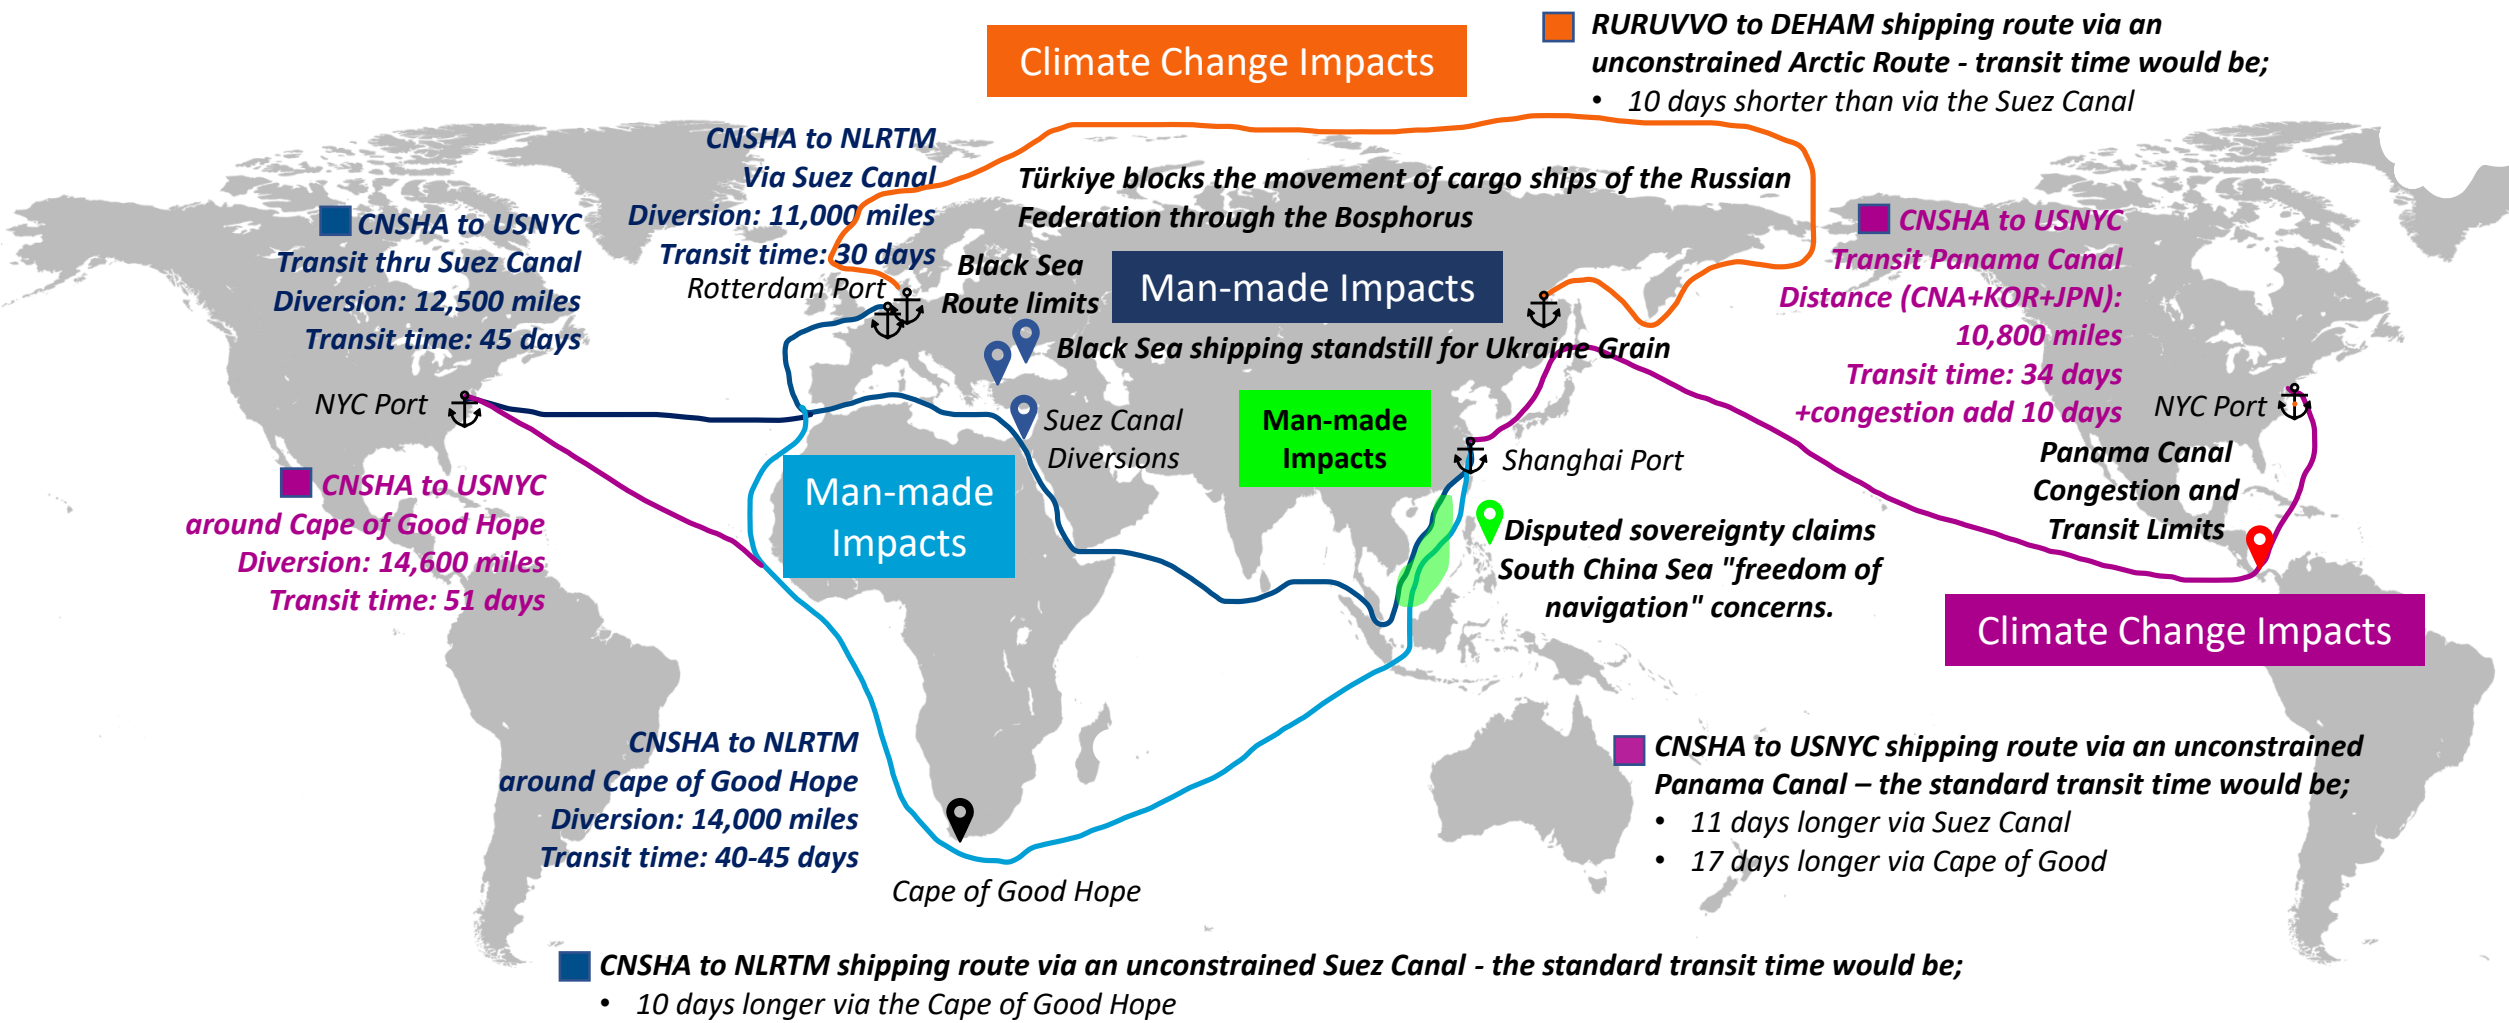 Climate Change Impacts
RURUVVO to DEHAM shipping route via an
unconstrained Arctic Route - transit time would be;
• 10 days shorter than via the Suez Canal
CNSHA to NLRTM
Via Suez Canal
Diversion: 11,000 miles
Transit time: 30 days
Türkiye blocks the movement of cargo ships of the Russian
Federation through the Bosphorus
CNSHA to USNYC
Transit thru Suez Canal
Diversion: 12,500 miles
Transit time: 45 days
CNSHA to USNYC
Transit Panama Canal
Distance (CNA+KOR+JPN):
10,800 miles
Transit time: 34 days
+congestion add 10 days
Rotterdam Port
Black Sea
Route limits
Man-made Impacts
Black Sea shipping standstill for Ukraine Grain
NYC Port
Suez Canal
Diversions
Man-made
Impacts
Shanghai Port
NYC Port
Panama Canal
Congestion and
Transit Limits
CNSHA to USNYC
around Cape of Good Hope
Diversion: 14,600 miles
Transit time: 51 days
Man-made
Impacts
Disputed sovereignty claims
South China Sea "freedom of
navigation" concerns.
Climate Change Impacts
CNSHA to NLRTM
around Cape of Good Hope
Diversion: 14,000 miles
Transit time: 40-45 days
Cape of Good Hope
CNSHA to USNYC shipping route via an unconstrained
Panama Canal – the standard transit time would be;
• 11 days longer via Suez Canal
• 17 days longer via Cape of Good
CNSHA to NLRTM shipping route via an unconstrained Suez Canal - the standard transit time would be;
• 10 days longer via the Cape of Good Hope